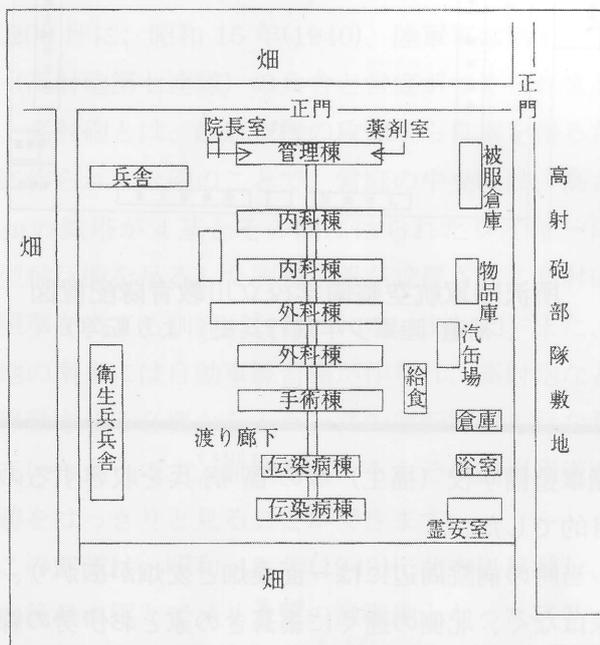 畑
正門
正門
院長室
薬剤室
管理棟
兵舎
被服倉庫
高射砲部隊敷地
畑
内科棟
内科棟
物品庫
外科棟
汽缶場
外科棟
給食
衛生兵兵舎
手術棟
倉庫
渡り廊下
伝染病棟
浴室
伝染病棟
霊安室
畑